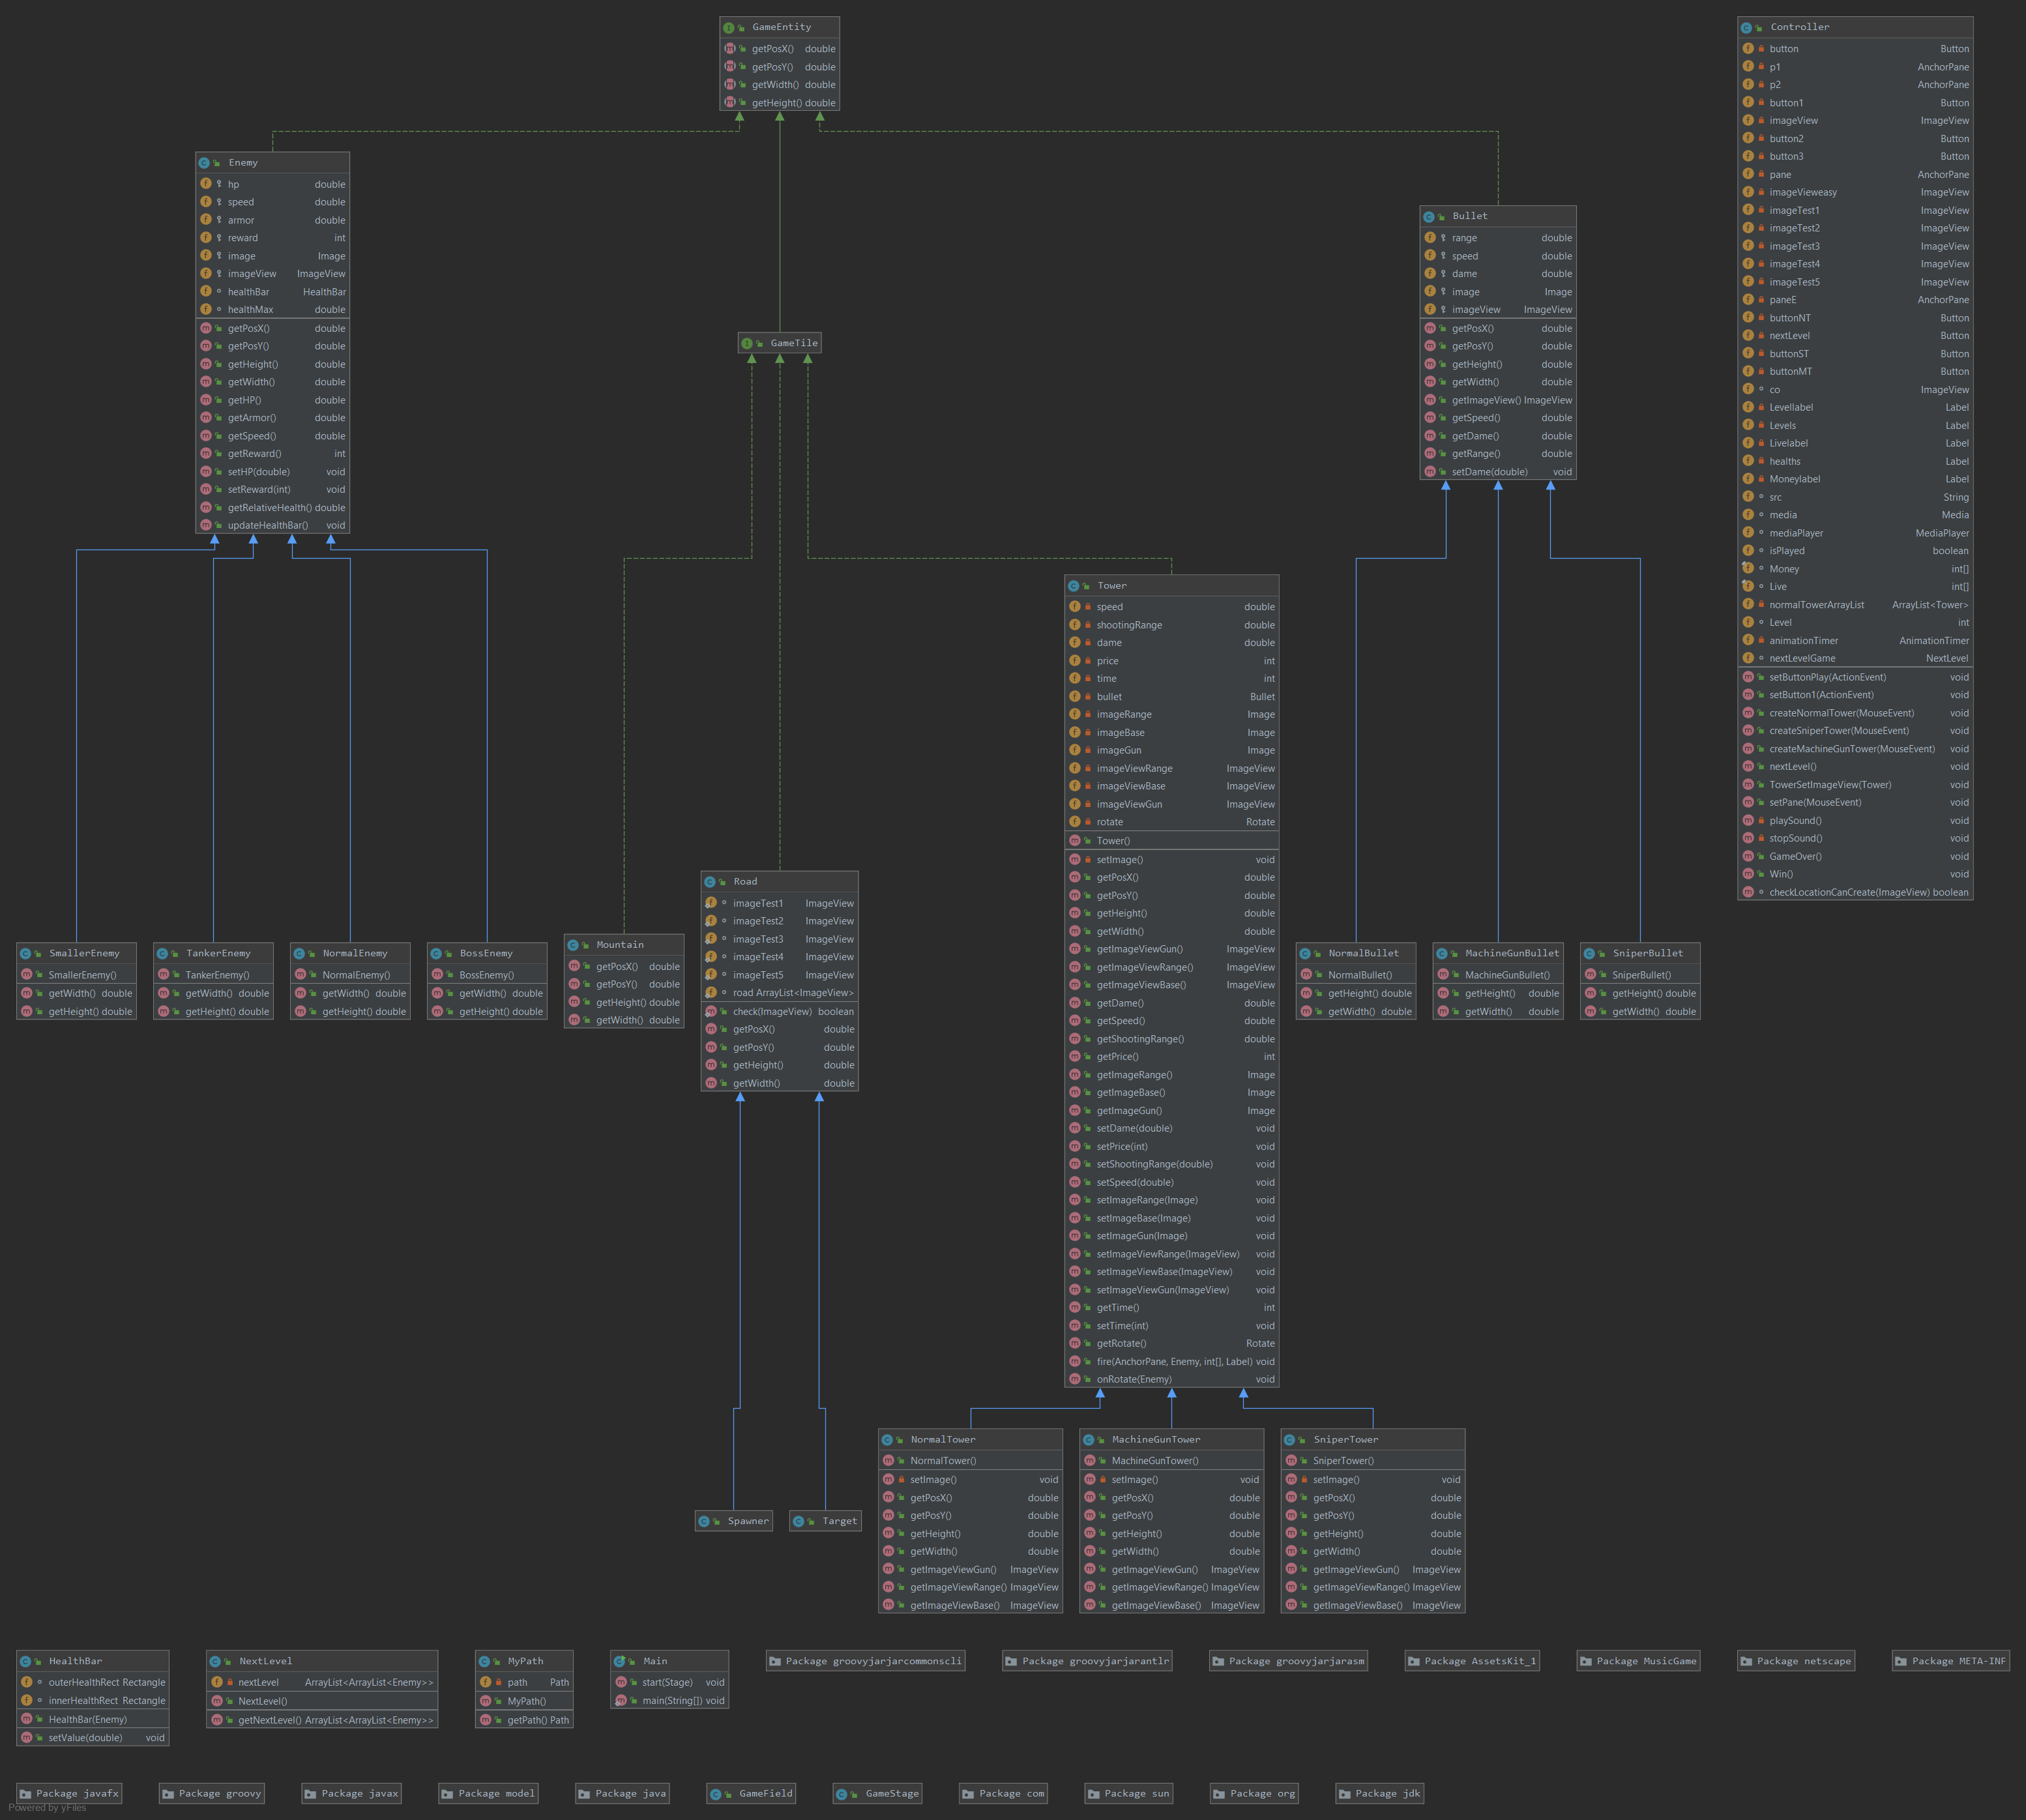 GameEntity
getPosX() double
getPosY() double
getWidth() double
getHeight() double
Controller
button Button
p1 AnchorPane
p2 AnchorPane
button1 Button
imageView ImageView
button2 Button
button3 Button
pane AnchorPane
imageVieweasy ImageView
imageTest1 ImageView
imageTest2 ImageView
imageTest3 ImageView
imageTest4 ImageView
imageTest5 ImageView
paneE AnchorPane
buttonNT Button
nextLevel Button
buttonST Button
buttonMT Button
co ImageView
Levellabel Label
Levels Label
Livelabel Label
healths Label
Moneylabel Label
src String
media Media
mediaPlayer MediaPlayer
isPlayed boolean
Money int[]
Live int[]
normalTowerArrayList ArrayList<Tower>
Level int
animationTimer AnimationTimer
nextLevelGame NextLevel
setButtonPlay(ActionEvent) void
setButton1(ActionEvent) void
createNormalTower(MouseEvent) void
createSniperTower(MouseEvent) void
createMachineGunTower(MouseEvent) void
nextLevel() void
TowerSetImageView(Tower) void
setPane(MouseEvent) void
playSound() void
stopSound() void
GameOver() void
Win() void
checkLocationCanCreate(ImageView) boolean
Enemy
hp double
speed double
armor double
reward int
image Image
imageView ImageView
healthBar HealthBar
healthMax double
getPosX() double
getPosY() double
getHeight() double
getWidth() double
getHP() double
getArmor() double
getSpeed() double
getReward() int
setHP(double) void
setReward(int) void
getRelativeHealth() double
updateHealthBar() void
Bullet
range double
speed double
dame double
image Image
imageView ImageView
getPosX() double
getPosY() double
getHeight() double
getWidth() double
getImageView() ImageView
getSpeed() double
getDame() double
getRange() double
setDame(double) void
GameTile
Tower
speed double
shootingRange double
dame double
price int
time int
bullet Bullet
imageRange Image
imageBase Image
imageGun Image
imageViewRange ImageView
imageViewBase ImageView
imageViewGun ImageView
rotate Rotate
Tower()
setImage() void
getPosX() double
getPosY() double
getHeight() double
getWidth() double
getImageViewGun() ImageView
getImageViewRange() ImageView
getImageViewBase() ImageView
getDame() double
getSpeed() double
getShootingRange() double
getPrice() int
getImageRange() Image
getImageBase() Image
getImageGun() Image
setDame(double) void
setPrice(int) void
setShootingRange(double) void
setSpeed(double) void
setImageRange(Image) void
setImageBase(Image) void
setImageGun(Image) void
setImageViewRange(ImageView) void
setImageViewBase(ImageView) void
setImageViewGun(ImageView) void
getTime() int
setTime(int) void
getRotate() Rotate
fire(AnchorPane, Enemy, int[], Label) void
onRotate(Enemy) void
SmallerEnemy
SmallerEnemy()
getWidth() double
getHeight() double
TankerEnemy
TankerEnemy()
getWidth() double
getHeight() double
NormalEnemy
NormalEnemy()
getWidth() double
getHeight() double
BossEnemy
BossEnemy()
getWidth() double
getHeight() double
Mountain
getPosX() double
getPosY() double
getHeight() double
getWidth() double
Road
imageTest1 ImageView
imageTest2 ImageView
imageTest3 ImageView
imageTest4 ImageView
imageTest5 ImageView
road ArrayList<ImageView>
check(ImageView) boolean
getPosX() double
getPosY() double
getHeight() double
getWidth() double
NormalBullet
NormalBullet()
getHeight() double
getWidth() double
MachineGunBullet
MachineGunBullet()
getHeight() double
getWidth() double
SniperBullet
SniperBullet()
getHeight() double
getWidth() double
Spawner
Target
NormalTower
NormalTower()
setImage() void
getPosX() double
getPosY() double
getHeight() double
getWidth() double
getImageViewGun() ImageView
getImageViewRange() ImageView
getImageViewBase() ImageView
MachineGunTower
MachineGunTower()
setImage() void
getPosX() double
getPosY() double
getHeight() double
getWidth() double
getImageViewGun() ImageView
getImageViewRange() ImageView
getImageViewBase() ImageView
SniperTower
SniperTower()
setImage() void
getPosX() double
getPosY() double
getHeight() double
getWidth() double
getImageViewGun() ImageView
getImageViewRange() ImageView
getImageViewBase() ImageView
HealthBar
outerHealthRect Rectangle
innerHealthRect Rectangle
HealthBar(Enemy)
setValue(double) void
NextLevel
nextLevel ArrayList<ArrayList<Enemy>>
NextLevel()
getNextLevel() ArrayList<ArrayList<Enemy>>
MyPath
path Path
MyPath()
getPath() Path
Main
start(Stage) void
main(String[]) void
Package groovyjarjarcommonscli
Package groovyjarjarantlr
Package groovyjarjarasm
Package AssetsKit_1
Package MusicGame
Package netscape
Package META-INF
Package javafx
Package groovy
Package javax
Package model
Package java
GameField
GameStage
Package com
Package sun
Package org
Package jdk
Powered by yFiles